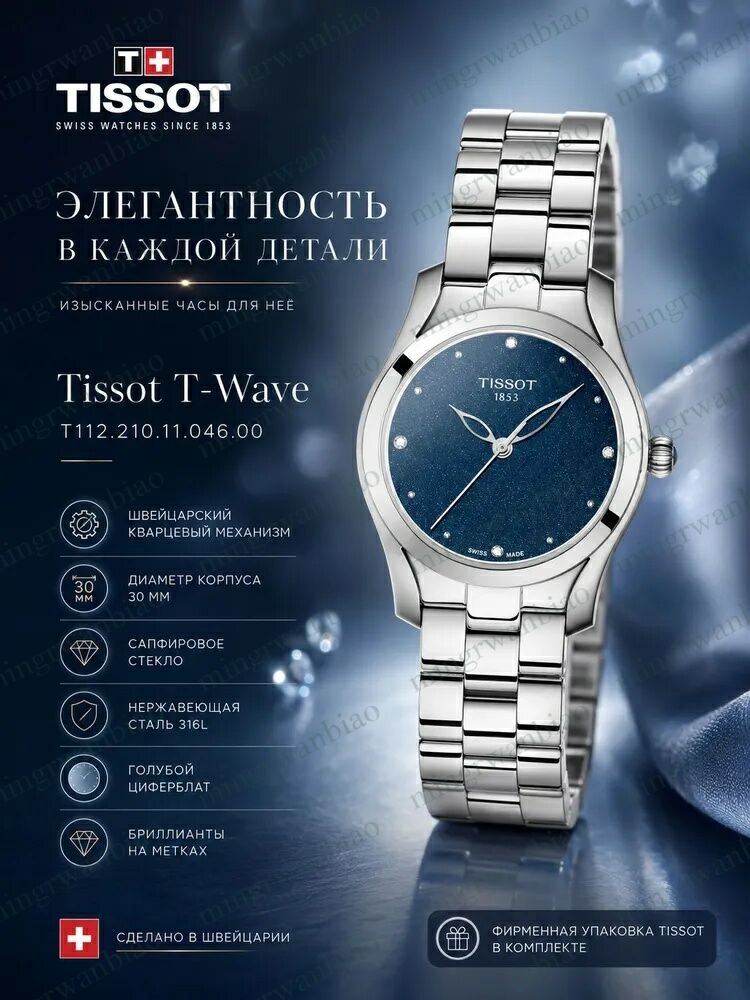 T+
TISSOT
SWISS WATCHES SINCE 1853
ЭЛЕГАНТНОСТЬ
В КАЖДОЙ ДЕТАЛИ
ИЗЫСКАННЫЕ ЧАСЫ ДЛЯ НЕЁ
Tissot T-Wave
T112.210.11.046.00
ШВЕЙЦАРСКИЙ
КВАРЦЕВЫЙ МЕХАНИЗМ
30
ММ
ДИАМЕТР КОРПУСА
30 ММ
САПФИРОВОЕ
СТЕКЛО
НЕРЖАВЕЮЩАЯ
СТАЛЬ 316L
ГОЛУБОЙ
ЦИФЕРБЛАТ
БРИЛЛИАНТЫ
НА МЕТКАХ
СДЕЛАНО В ШВЕЙЦАРИИ
TISSOT
1853
SWISS MADE
ФИРМЕННАЯ УПАКОВКА TISSOT
В КОМПЛЕКТЕ
mingrwanbiao